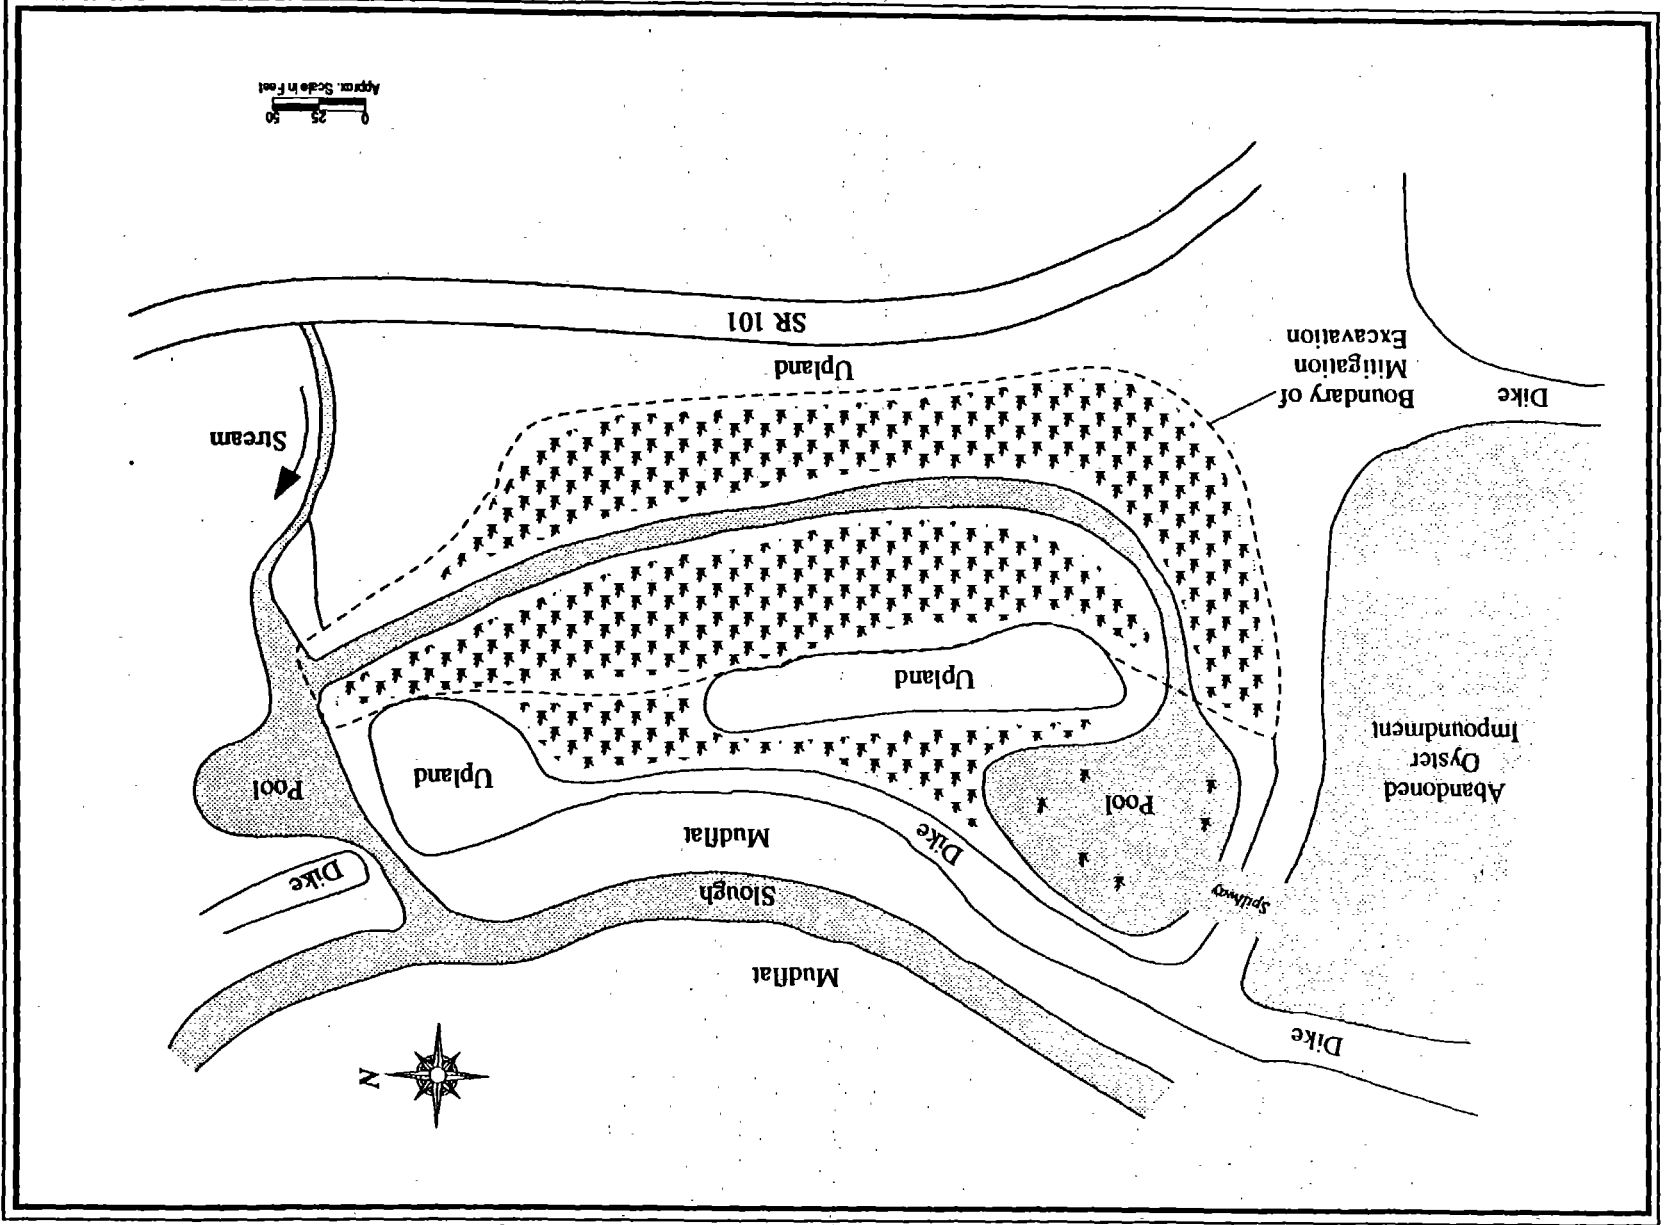 N
Dike
Mudflat
Slough
Spillway
Dike
Dike
Mudflat
Pool
Pool
Abandoned
Oyster
Impoundment
Upland
Upland
Stream
Dike
Boundary of
Mitigation
Excavation
Upland
SR 101
0 25 50
Approx. Scale in Feet